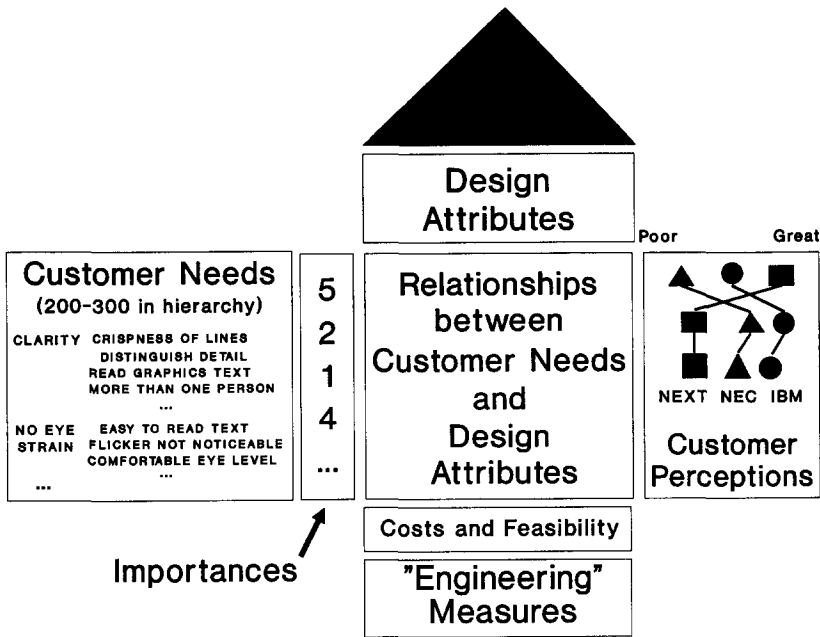 Design
Attributes
Poor Great
Customer Needs
(200-300 in hierarchy)
CLARITY CRISPNESS OF LINES
DISTINGUISH DETAIL
READ GRAPHICS TEXT
MORE THAN ONE PERSON
...
NO EYE EASY TO READ TEXT
STRAIN FLICKER NOT NOTICEABLE
COMFORTABLE EYE LEVEL
...
...
5
2
1
4
...
Relationships
between
Customer Needs
and
Design
Attributes
NEXT NEC IBM
Customer
Perceptions
Costs and Feasibility
Importances
"Engineering"
Measures